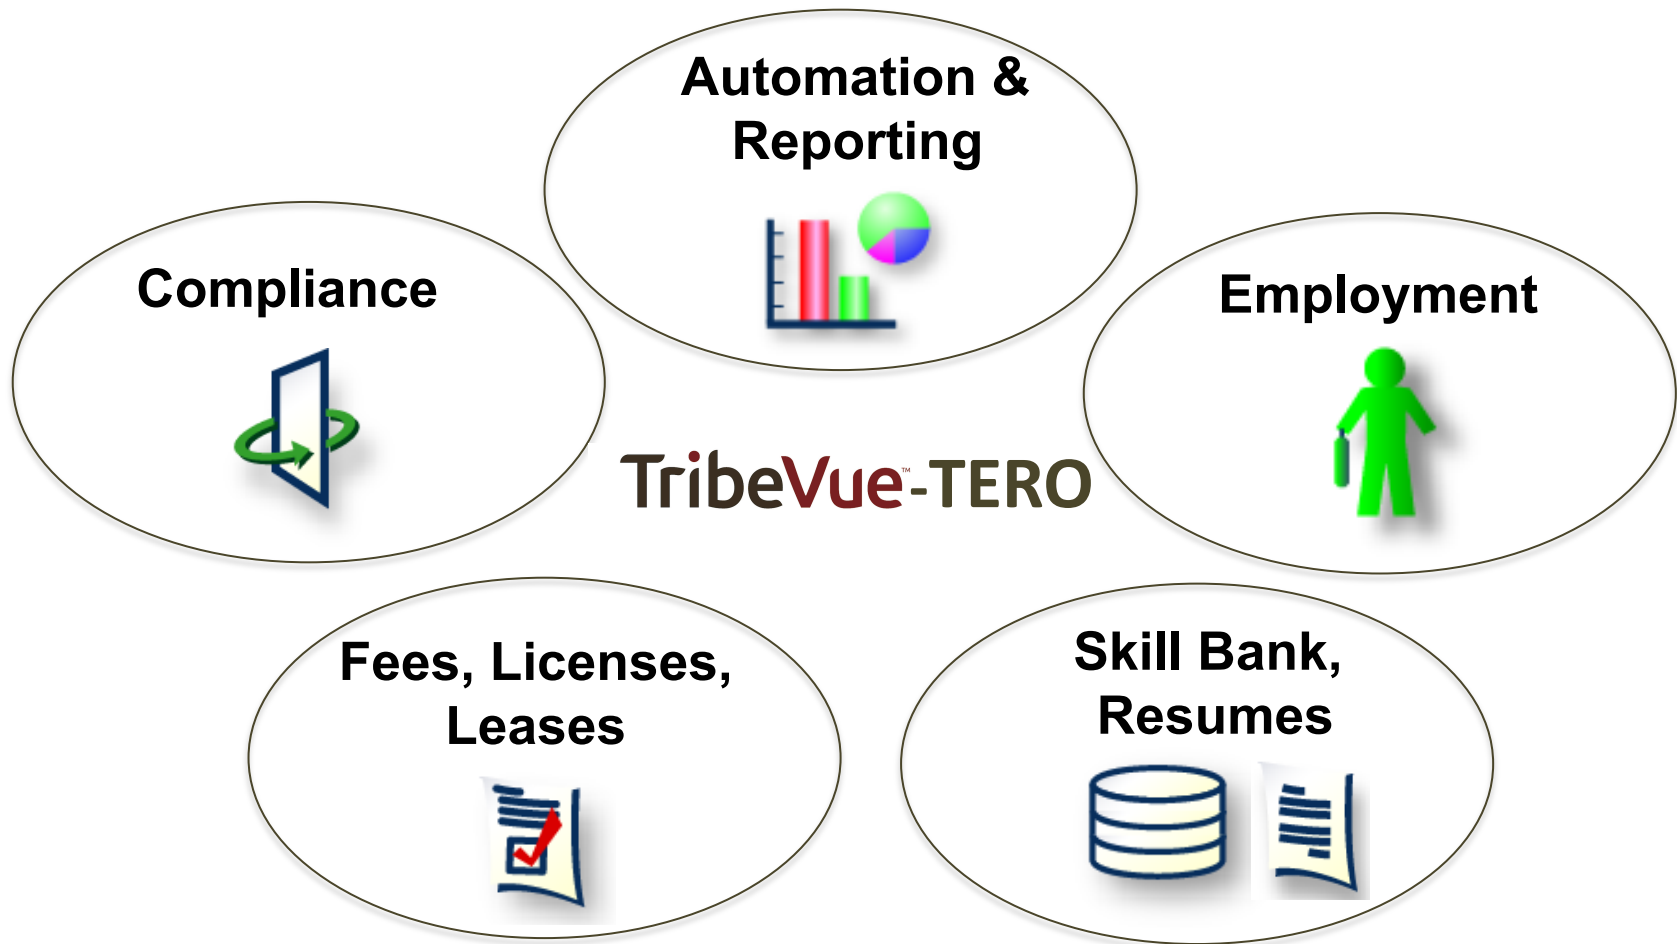 Automation &
Reporting
Compliance
Employment
TribeVue™-TERO
Fees, Licenses,
Leases
Skill Bank,
Resumes